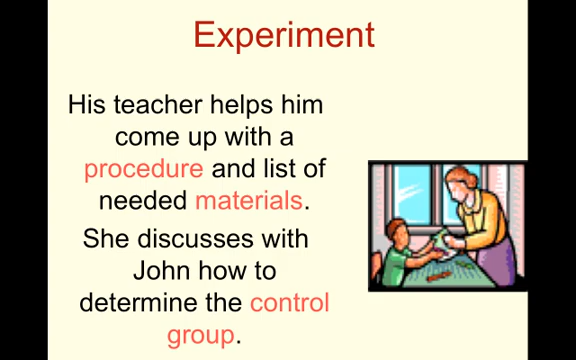 Experiment
His teacher helps him
come up with a
procedure and list of
needed materials.
She discusses with
John how to
determine the control
group.